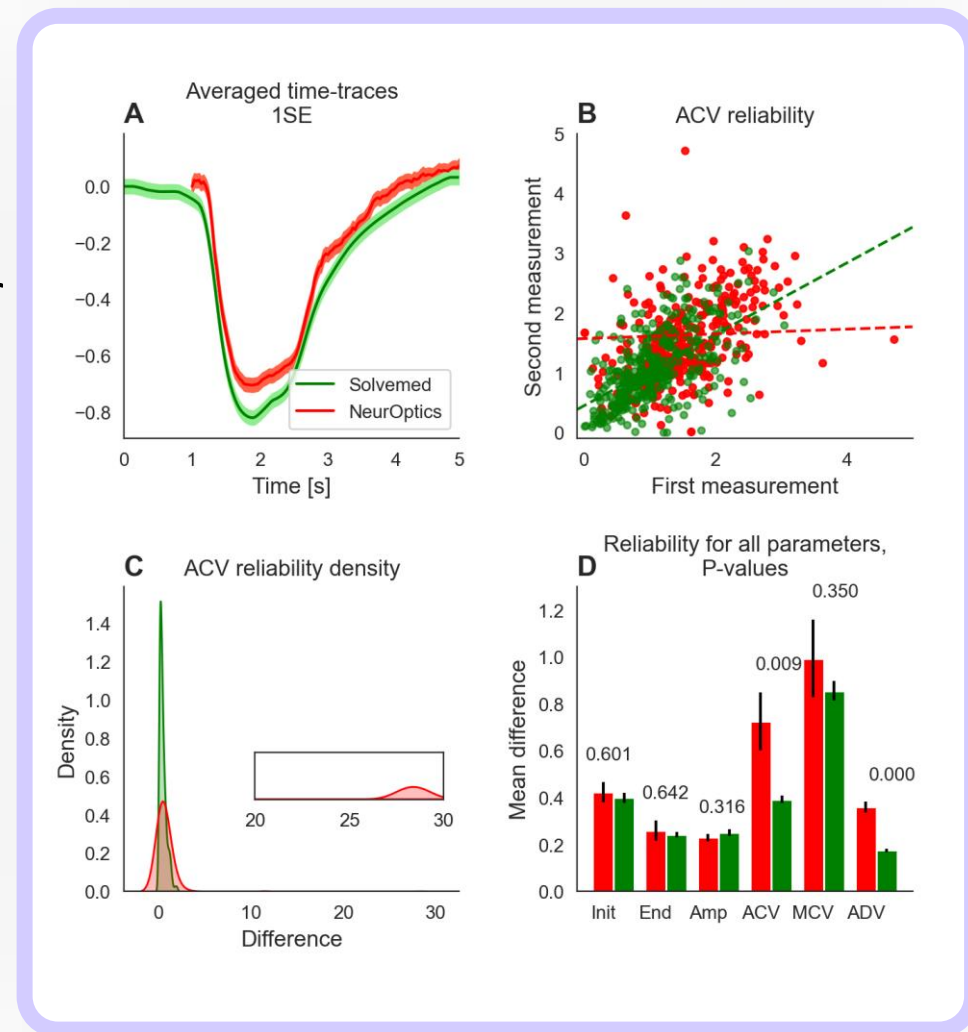 A
Averaged time-traces
1SE
0.0
−0.2
−0.4
−0.6
−0.8
Solvemed
NeurOptics
0 1 2 3 4 5
Time [s]
B
ACV reliability
Second measurement
5
4
3
2
1
0
0 2 4
First measurement
C
ACV reliability density
Density
1.4
1.2
1.0
0.8
0.6
0.4
0.2
0.0
20 25 30
0 10 20 30
Difference
D
Reliability for all parameters,
P-values
Mean difference
1.2
1.0
0.8
0.6
0.4
0.2
0.0
0.601
0.642
0.316
0.009
0.350
0.000
Init End Amp ACV MCV ADV